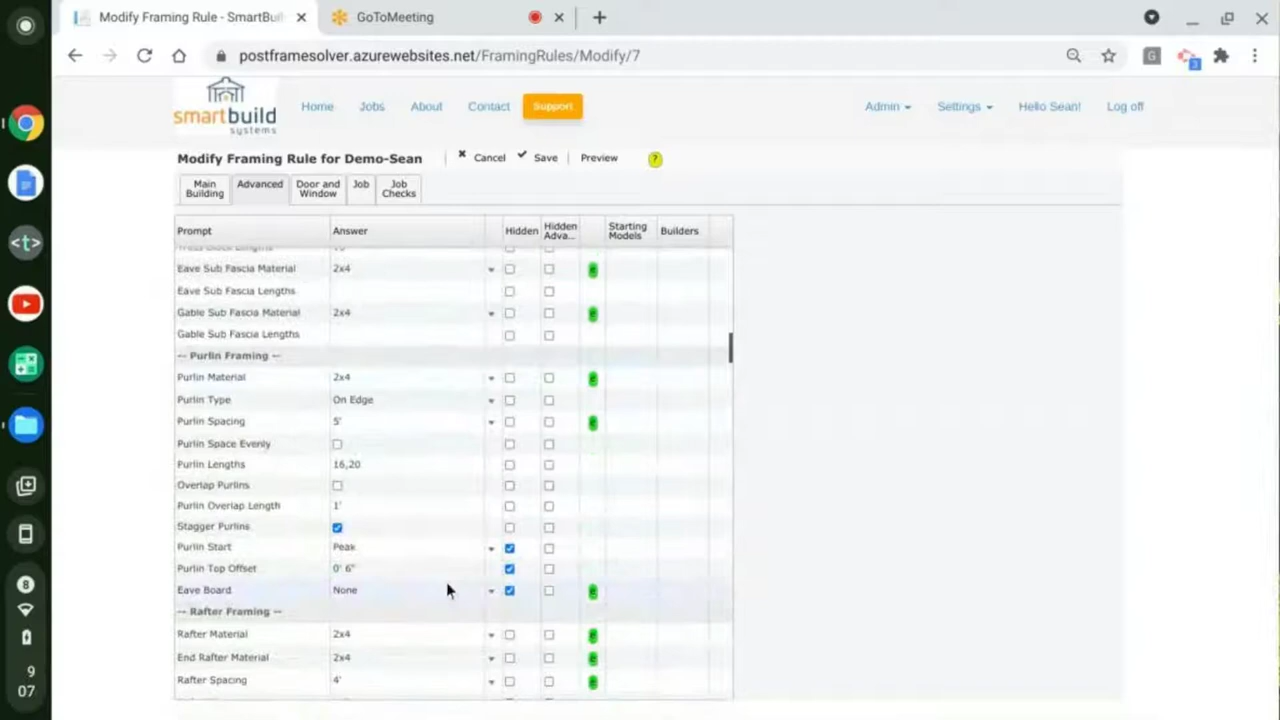 Modify Framing Rule - SmartBuil
GoToMeeting
postframesolver.azurewebsites.net/FramingRules/Modify/7
G
3
smartbuild
systems
Home Jobs About Contact Support Admin Settings Hello Sean! Log off
Modify Framing Rule for Demo-Sean Cancel Save Preview ?
Main Building Advanced Door and Window Job Job Checks
Prompt Answer Hidden Hidden Adva... Starting Models Builders
Eave Sub Fascia Material 2x4 e
Eave Sub Fascia Lengths
Gable Sub Fascia Material 2x4 e
Gable Sub Fascia Lengths
-- Purlin Framing --
Purlin Material 2x4 e
Purlin Type On Edge
Purlin Spacing 5' e
Purlin Space Evenly
Purlin Lengths 16,20
Overlap Purlins
Purlin Overlap Length 1'
Stagger Purlins
Purlin Start Peak
Purlin Top Offset 0' 6"
Eave Board None e
-- Rafter Framing --
Rafter Material 2x4 e
End Rafter Material 2x4 e
Rafter Spacing 4' e
<t>
8
9
07